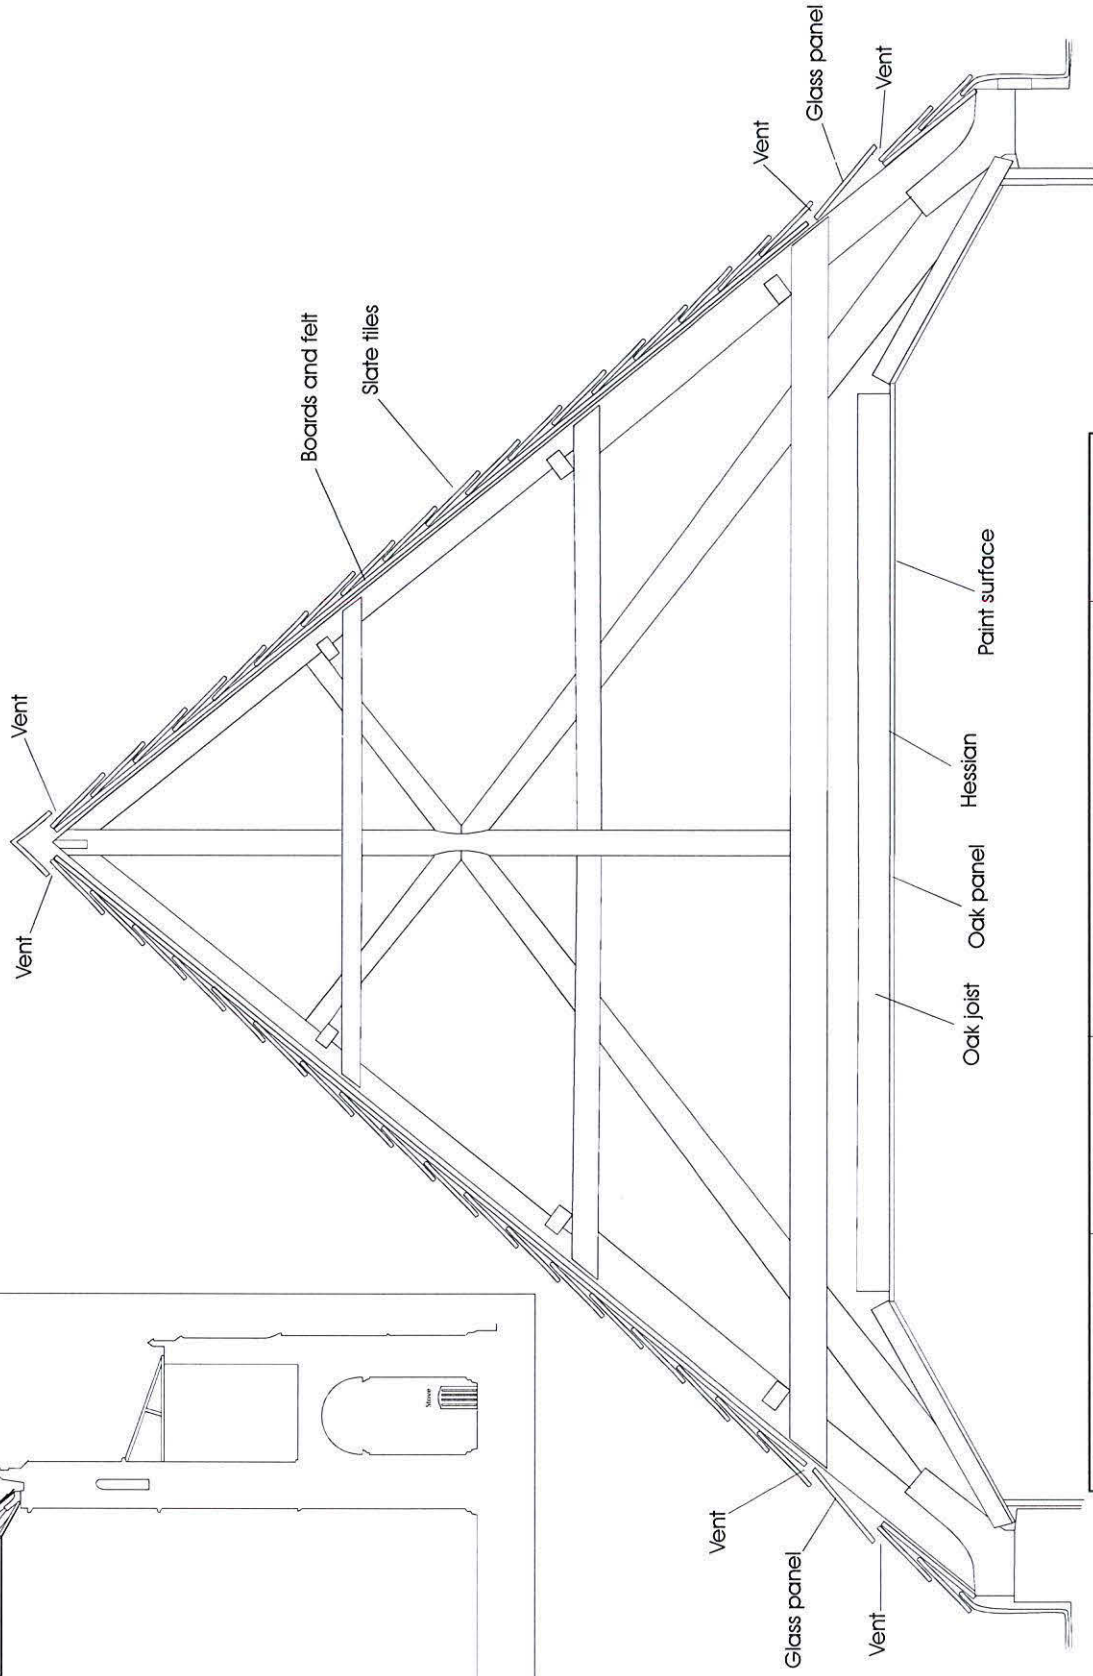 Vent
Vent
Boards and felt
Slate tiles
Vent
Glass panel
Vent
Vent
Glass panel
Vent
Oak joist
Oak panel
Hessian
Paint surface
Stove